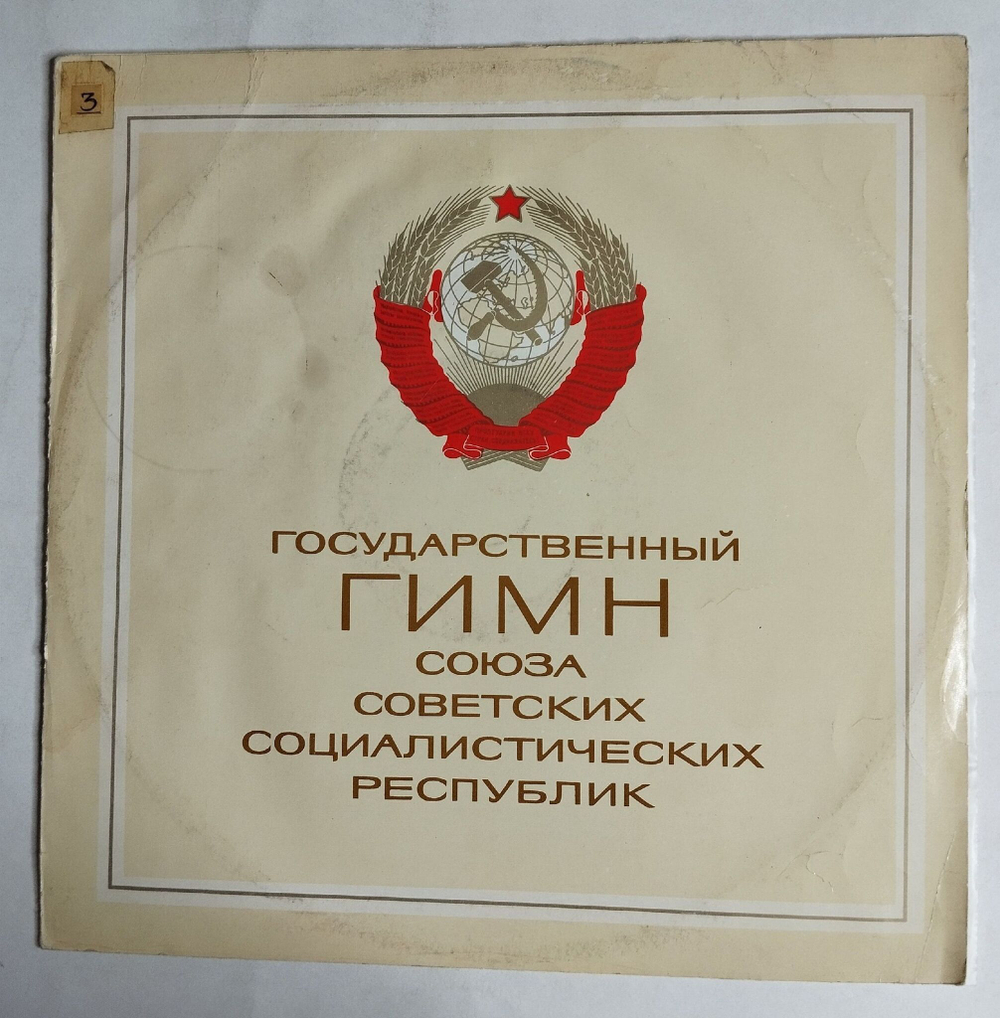 3
ГОСУДАРСТВЕННЫЙ
ГИМН
СОЮЗА
СОВЕТСКИХ
СОЦИАЛИСТИЧЕСКИХ
РЕСПУБЛИК